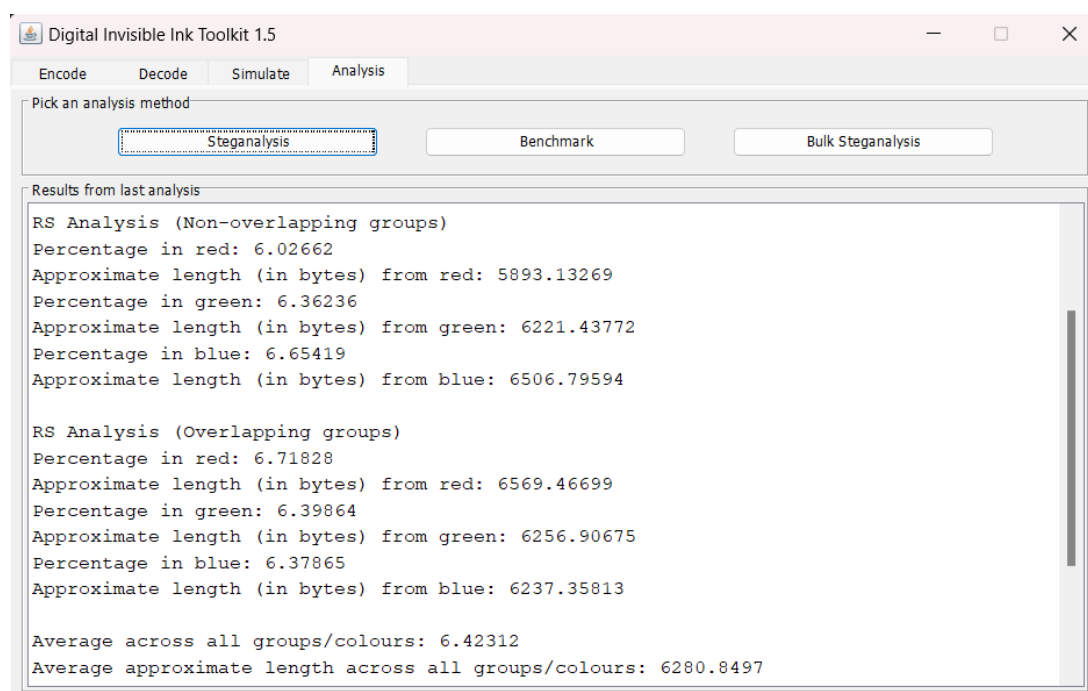 Digital Invisible Ink Toolkit 1.5
Encode Decode Simulate Analysis
Pick an analysis method
Steganalysis Benchmark Bulk Steganalysis
Results from last analysis
RS Analysis (Non-overlapping groups)
Percentage in red: 6.02662
Approximate length (in bytes) from red: 5893.13269
Percentage in green: 6.36236
Approximate length (in bytes) from green: 6221.43772
Percentage in blue: 6.65419
Approximate length (in bytes) from blue: 6506.79594
RS Analysis (Overlapping groups)
Percentage in red: 6.71828
Approximate length (in bytes) from red: 6569.46699
Percentage in green: 6.39864
Approximate length (in bytes) from green: 6256.90675
Percentage in blue: 6.37865
Approximate length (in bytes) from blue: 6237.35813
Average across all groups/colours: 6.42312
Average approximate length across all groups/colours: 6280.8497